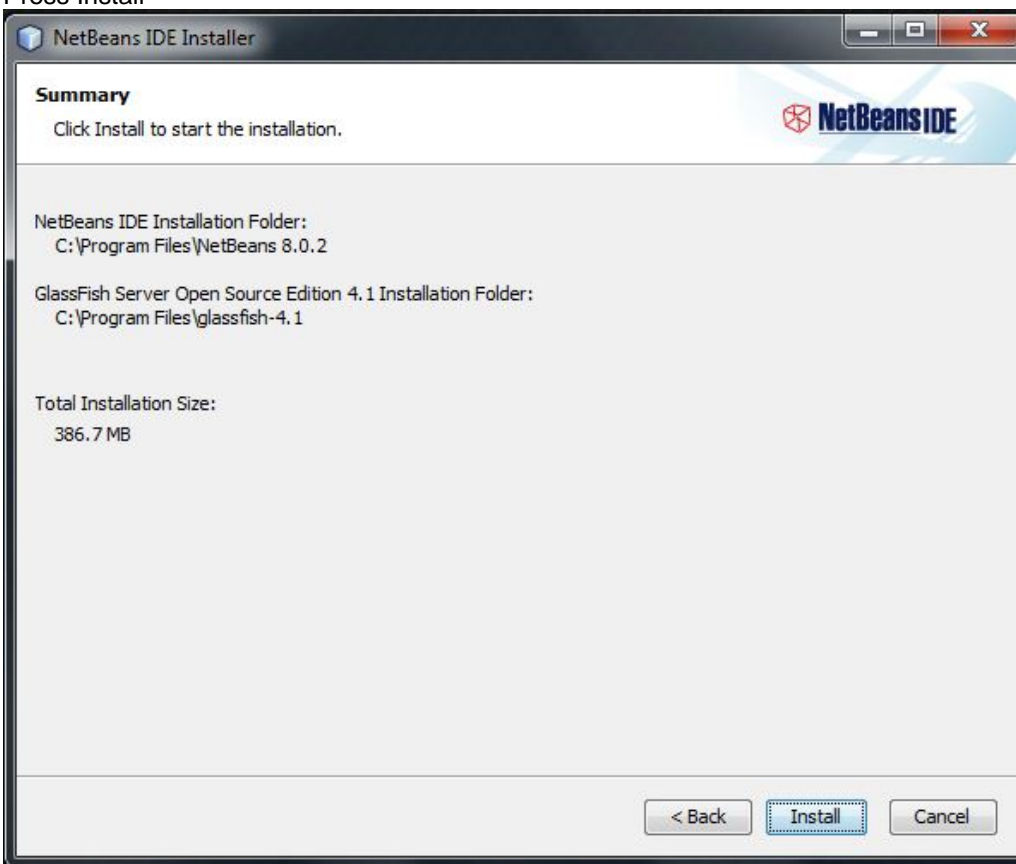 Press Install
NetBeans IDE Installer
Summary
Click Install to start the installation.
NetBeans IDE
NetBeans IDE Installation Folder:
C:\Program Files\NetBeans 8.0.2
GlassFish Server Open Source Edition 4.1 Installation Folder:
C:\Program Files\glassfish-4.1
Total Installation Size:
386.7 MB
< Back Install Cancel